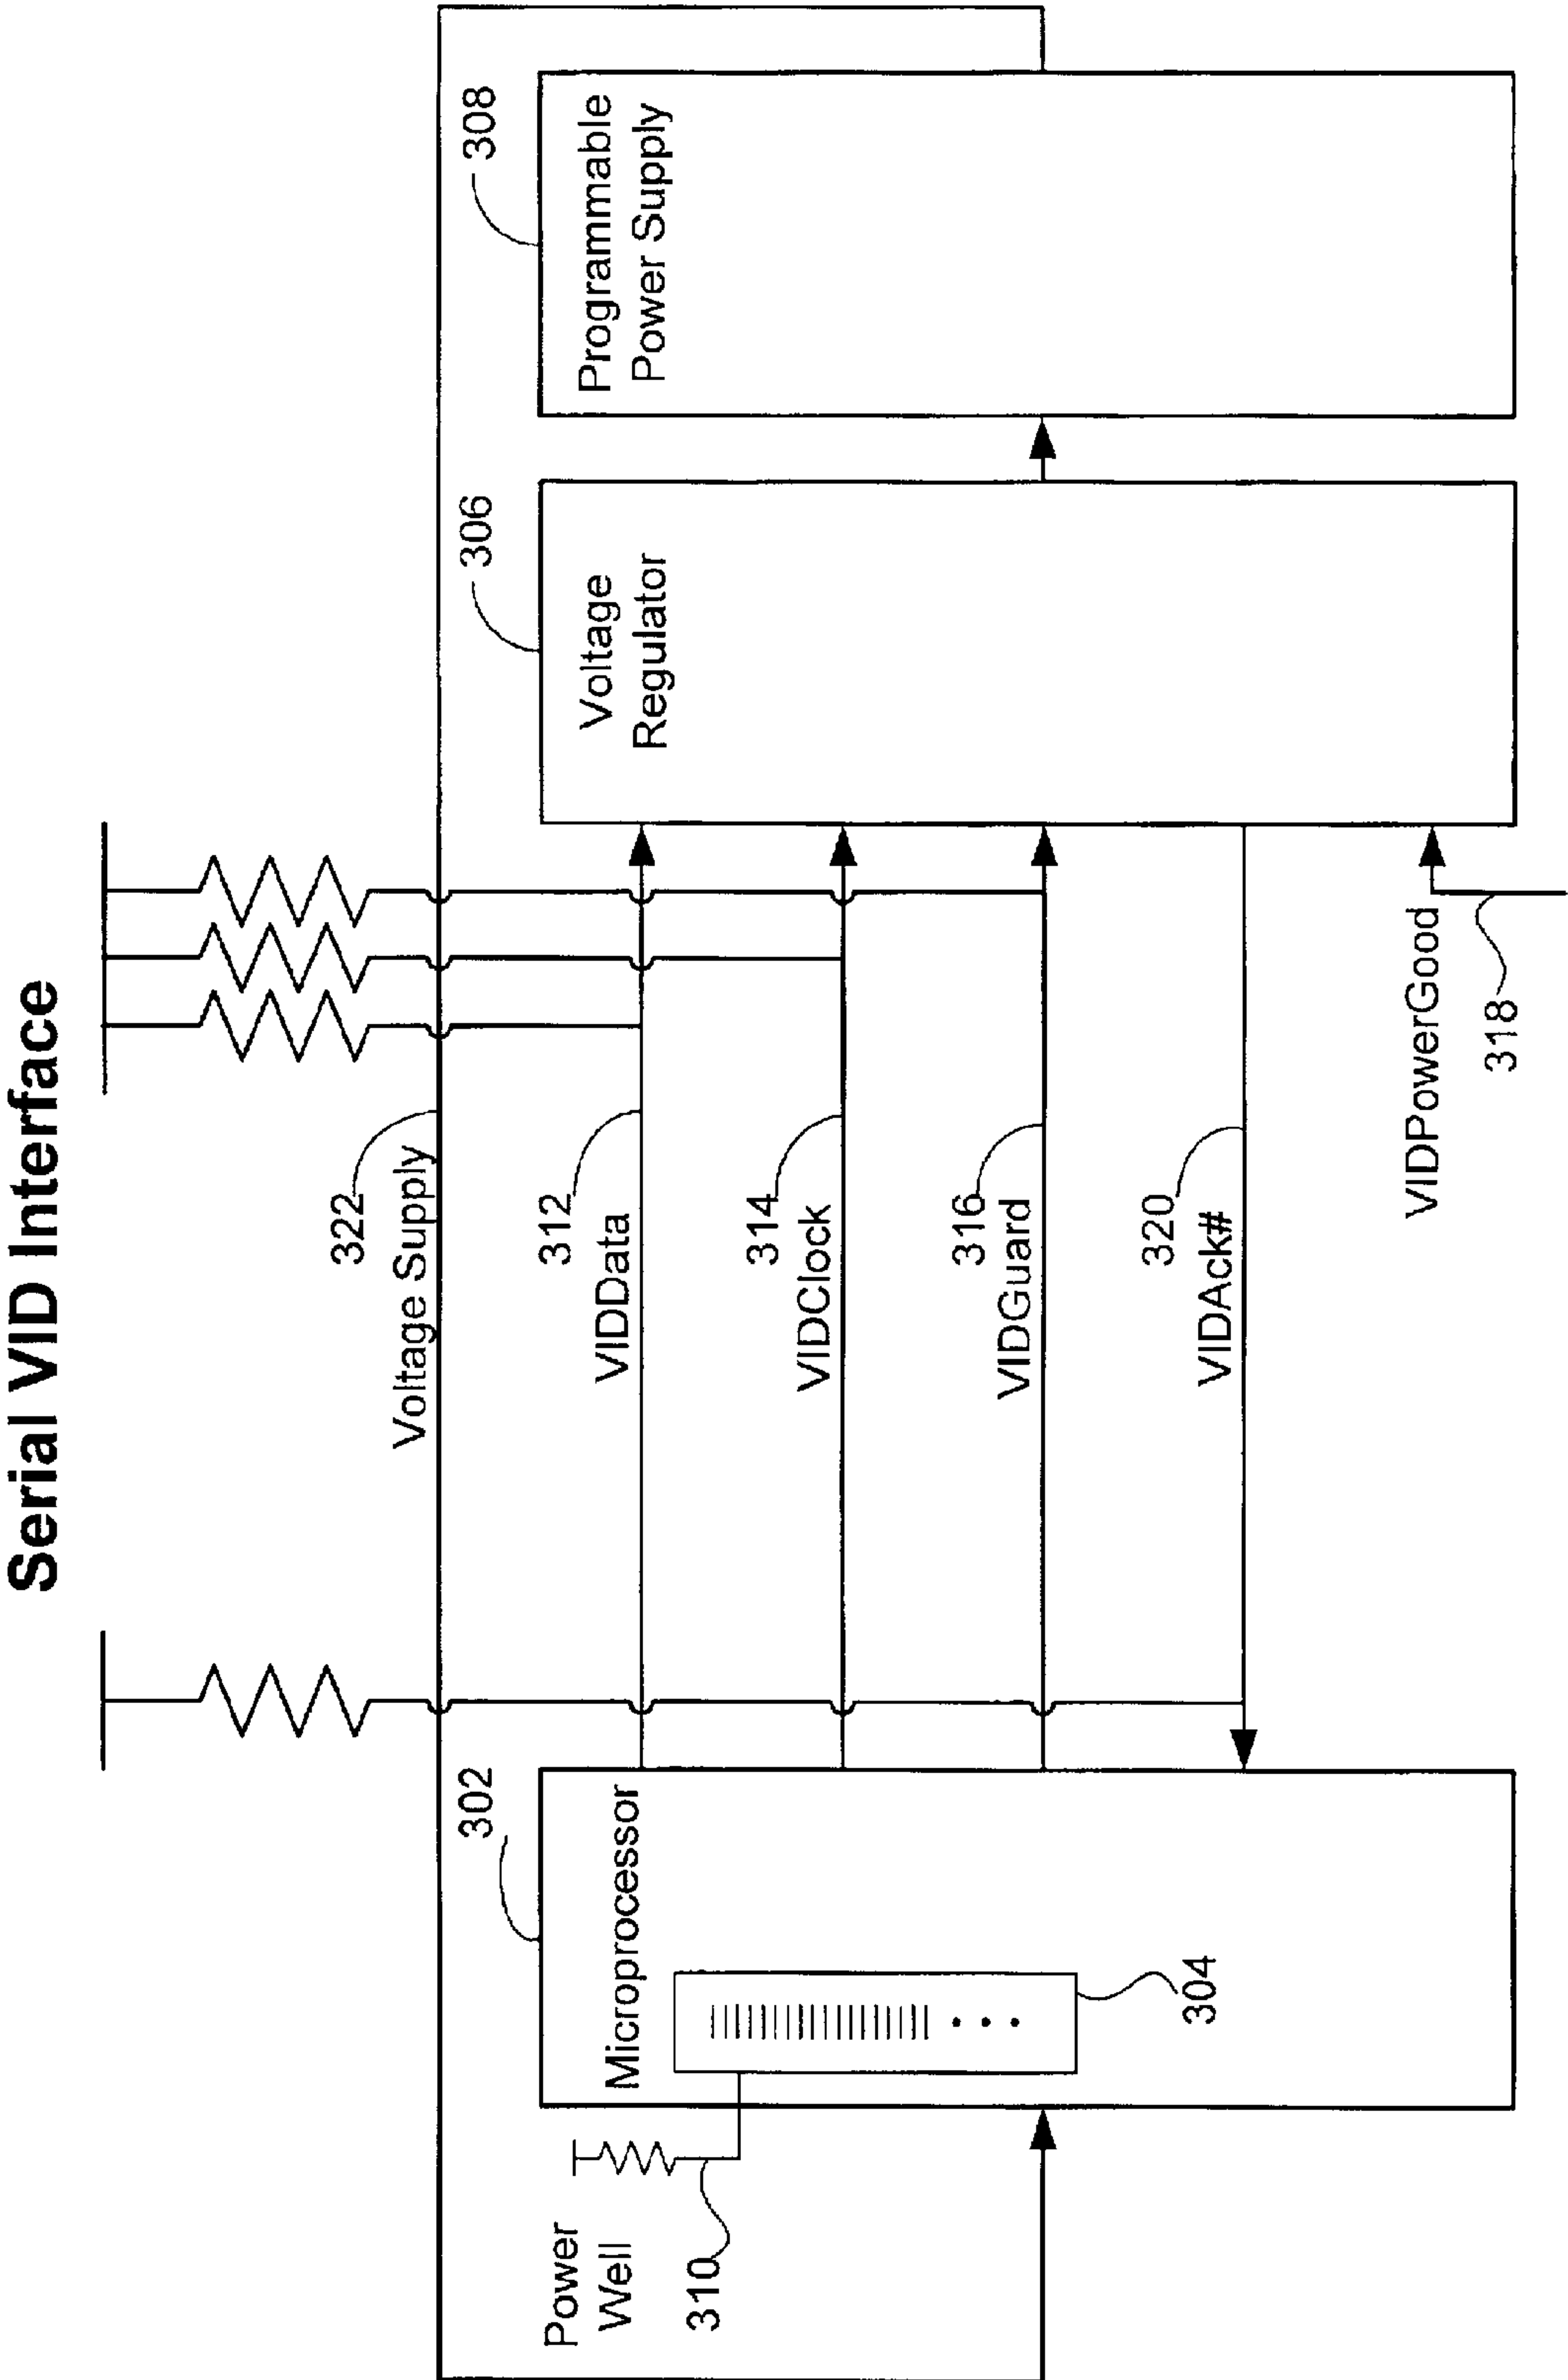 Serial VID Interface
322
Voltage Supply
312
VIDData
314
VIDClock
316
VIDGuard
320
VIDAck#
VIDPowerGood
318
302
Microprocessor
304
Power
Well
310
306
Voltage
Regulator
308
Programmable
Power Supply